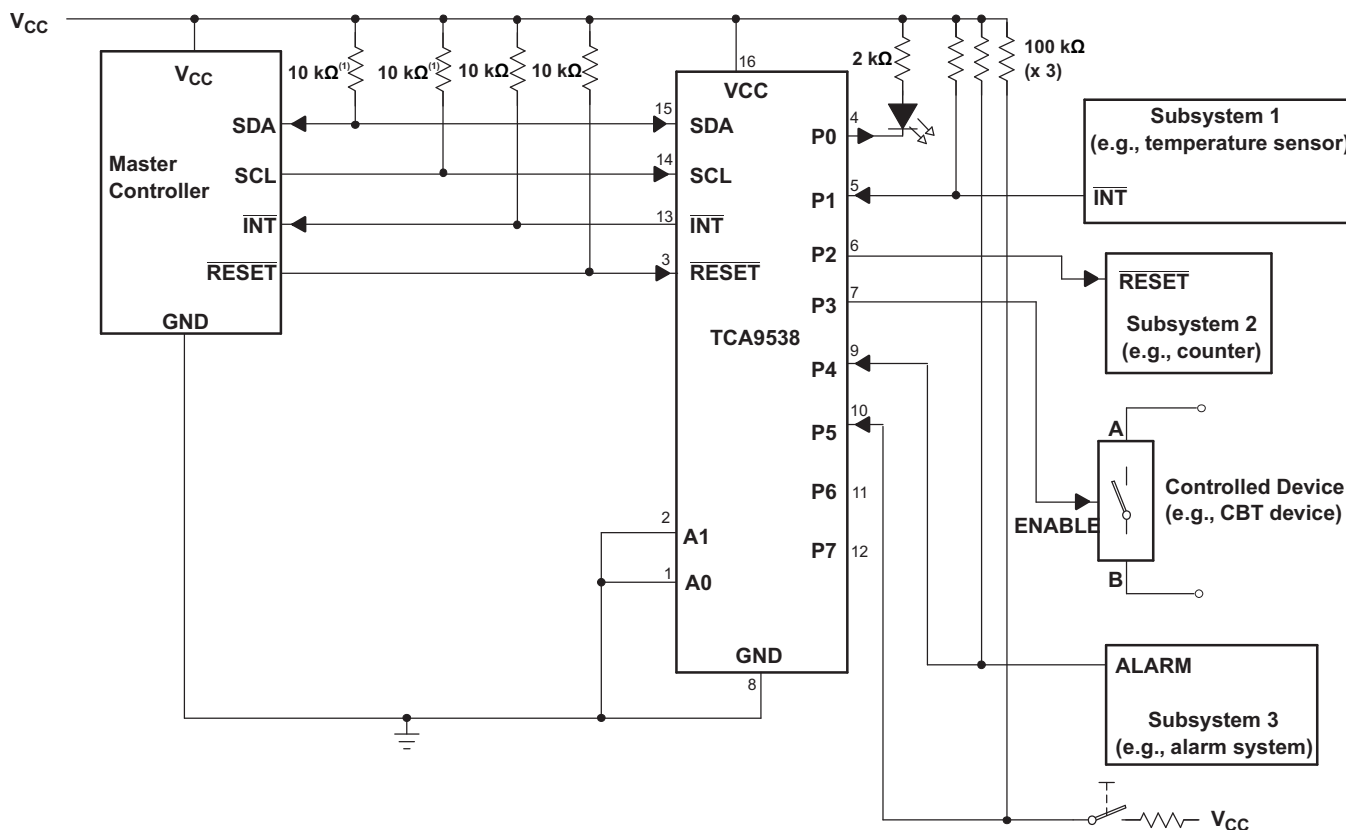 VCC
VCC
10 kΩ(1)
10 kΩ(1)
10 kΩ
10 kΩ
2 kΩ
100 kΩ
(x 3)
Master
Controller
SDA
SCL
INT
RESET
GND
16
VCC
15
SDA
14
SCL
13
INT
3
RESET
TCA9538
2
A1
1
A0
GND
8
P0
4
P1
5
P2
6
P3
7
P4
9
P5
10
P6
11
P7
12
Subsystem 1
(e.g., temperature sensor)
INT
RESET
Subsystem 2
(e.g., counter)
A
ENABLE
B
Controlled Device
(e.g., CBT device)
ALARM
Subsystem 3
(e.g., alarm system)
VCC